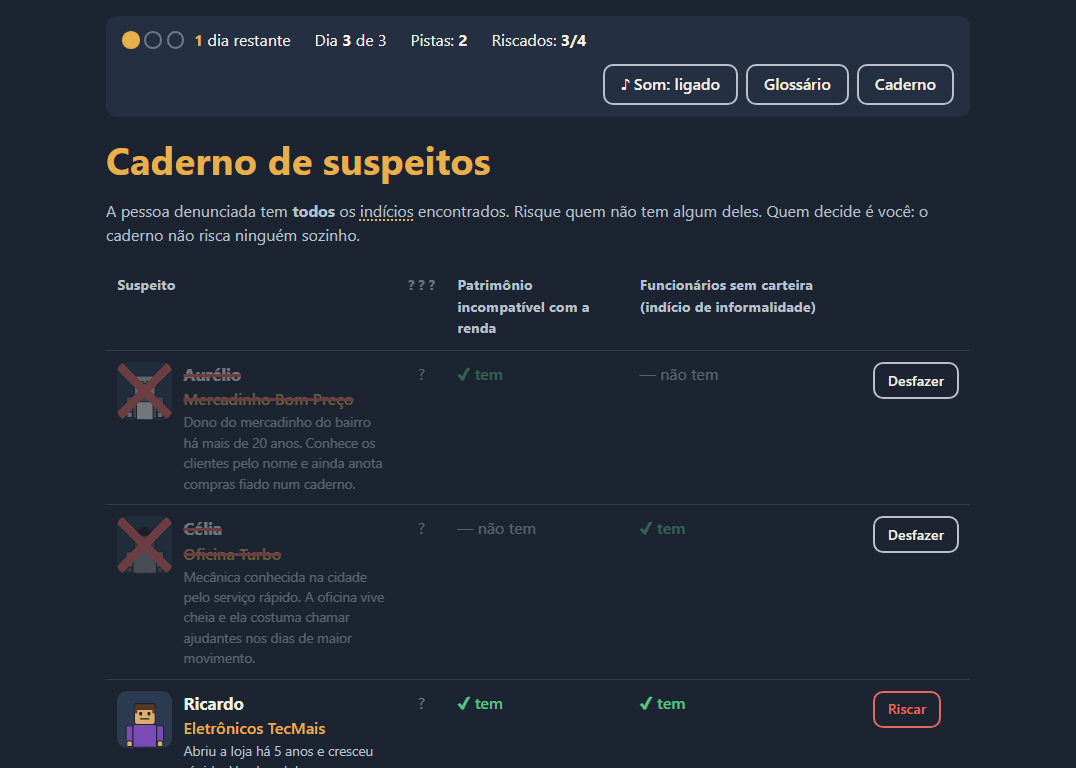 1 dia restante Dia 3 de 3 Pistas: 2 Riscados: 3/4
♪ Som: ligado Glossário Caderno
Caderno de suspeitos
A pessoa denunciada tem todos os indícios encontrados. Risque quem não tem algum deles. Quem decide é você: o
caderno não risca ninguém sozinho.
Suspeito ??? Patrimônio Funcionários sem carteira
incompatível com a (indício de informalidade)
renda
Aurélio ? ✓ tem — não tem Desfazer
Mercadinho Bom Preço
Dono do mercadinho do bairro
há mais de 20 anos. Conhece os
clientes pelo nome e ainda anota
compras fiado num caderno.
Célia ? — não tem ✓ tem Desfazer
Oficina Turbo
Mecânica conhecida na cidade
pelo serviço rápido. A oficina vive
cheia e ela costuma chamar
ajudantes nos dias de maior
movimento.
Ricardo ? ✓ tem ✓ tem Riscar
Eletrônicos TecMais
Abriu a loja há 5 anos e cresceu